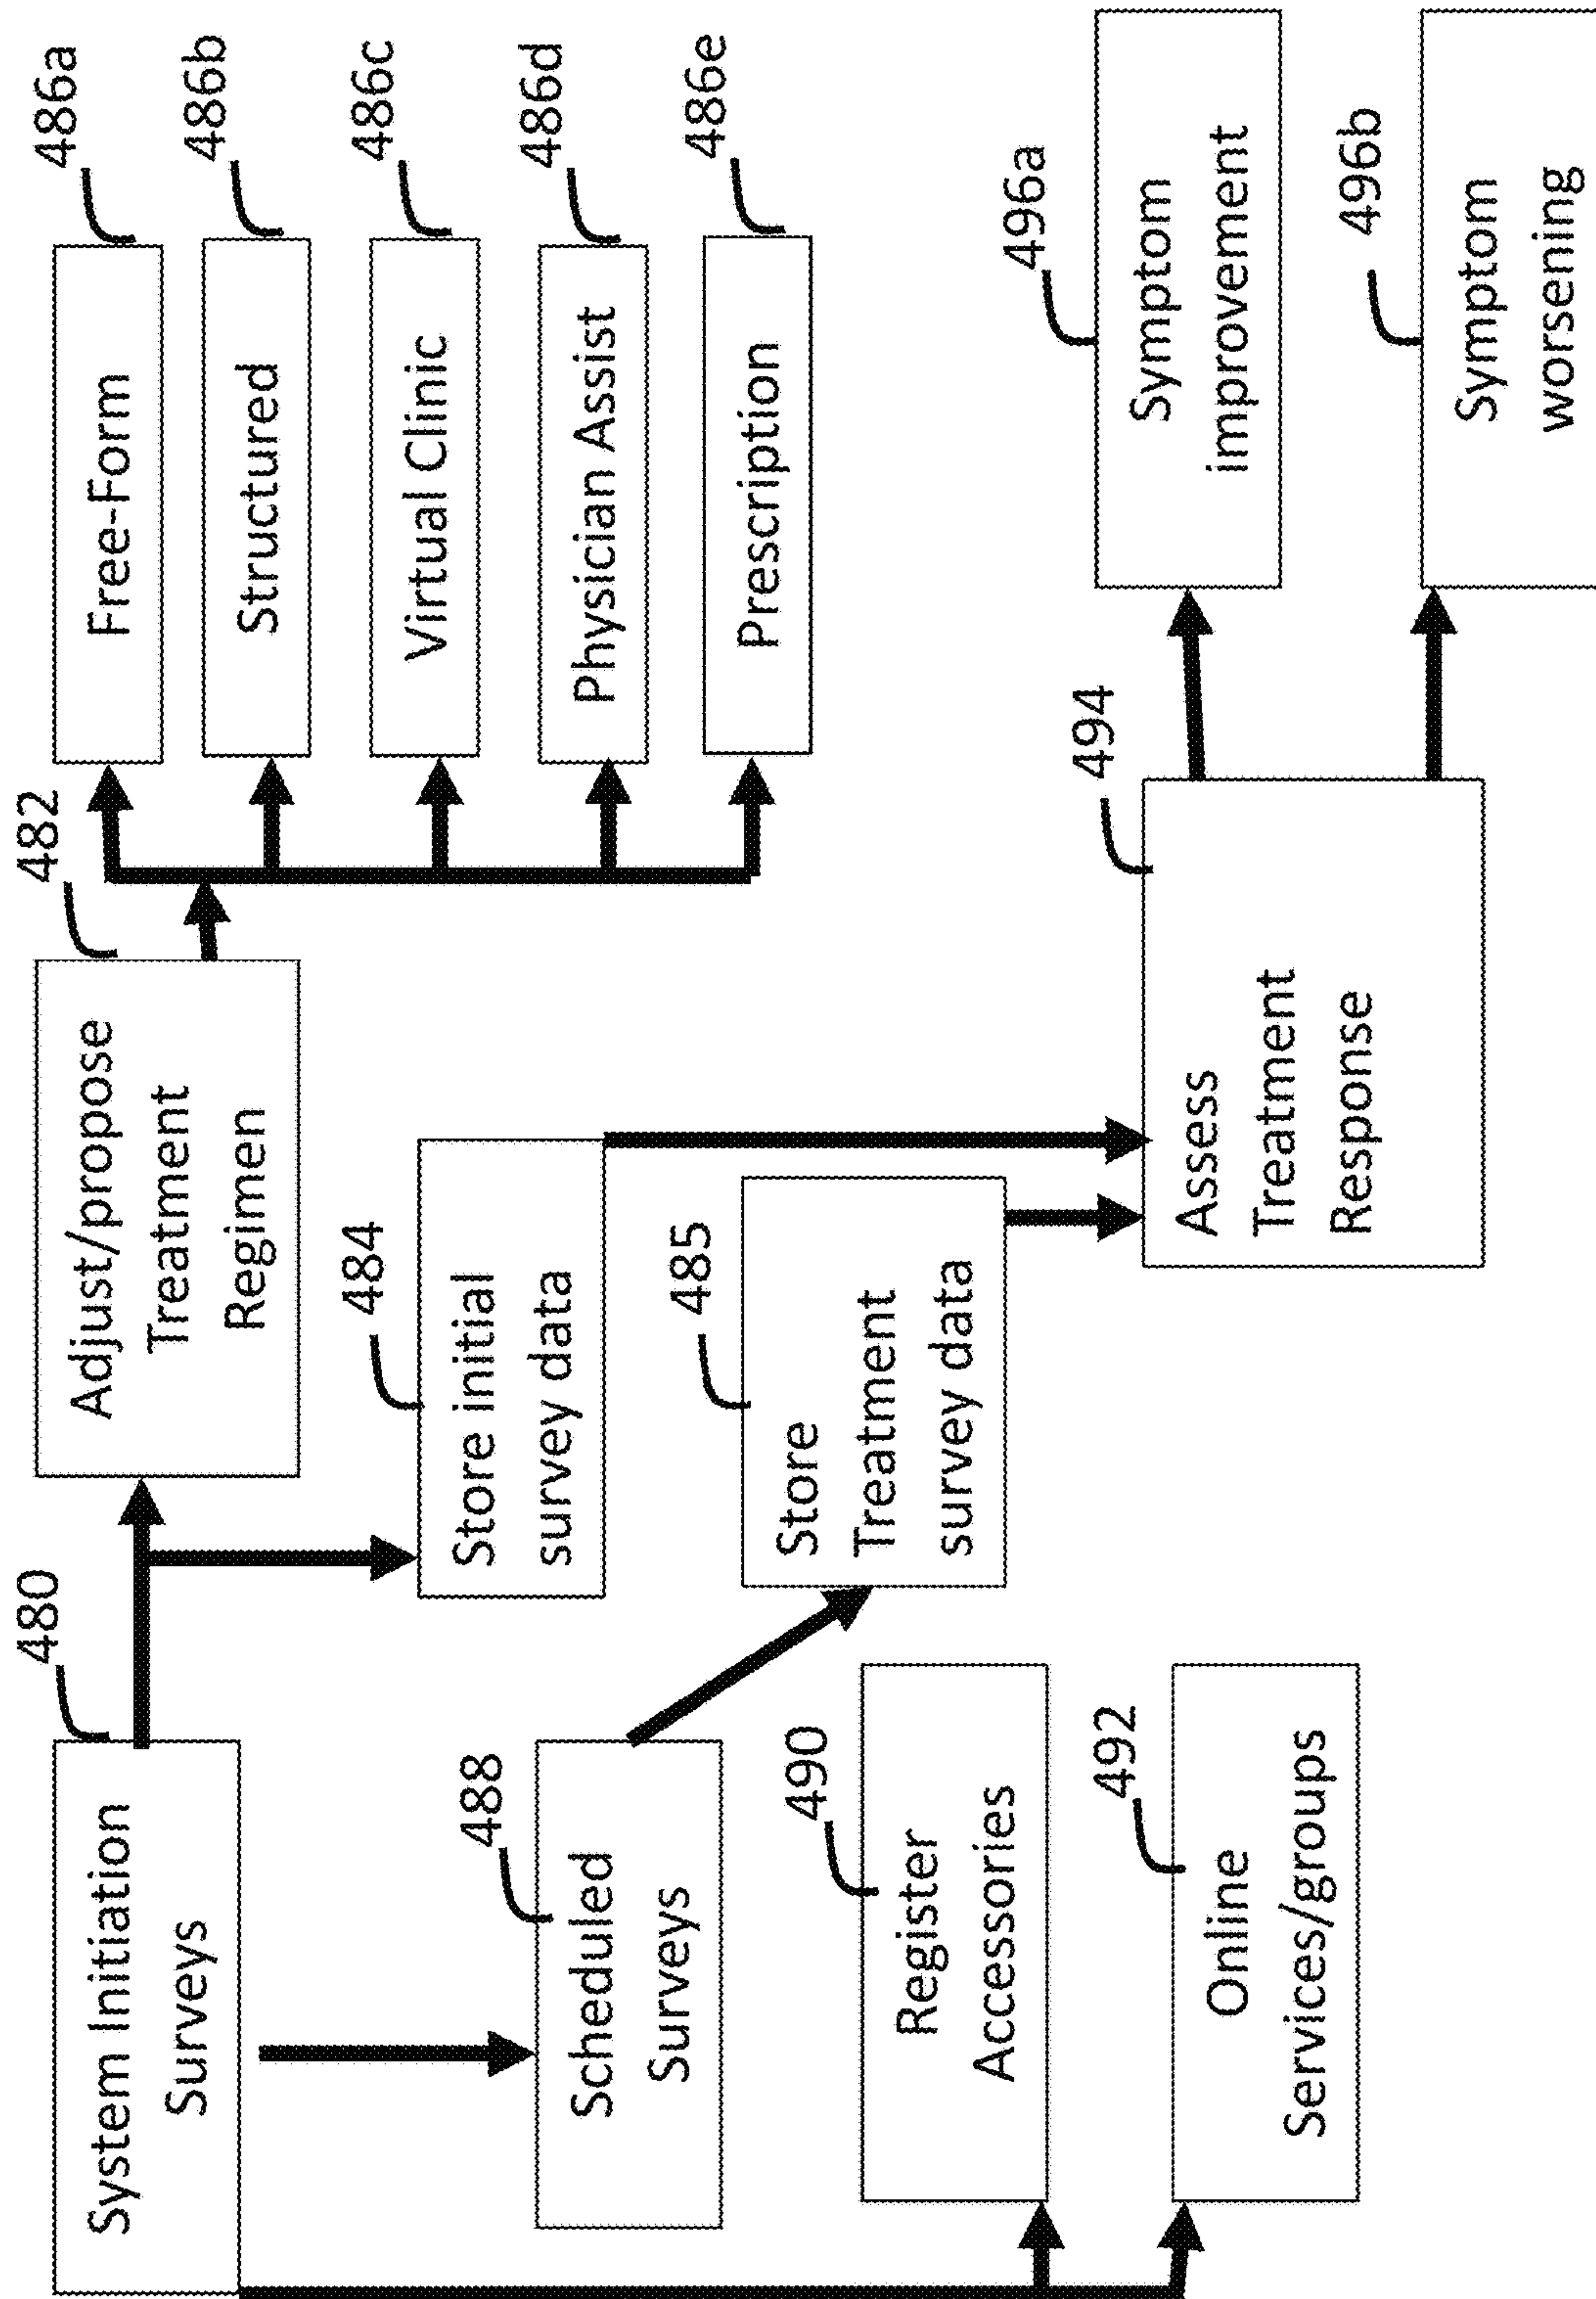 480
System Initiation
Surveys
482
Adjust/propose
Treatment
Regimen
486a
Free-Form
486b
Structured
486c
Virtual Clinic
486d
Physician Assist
486e
Prescription
484
Store initial
survey data
488
Scheduled
Surveys
485
Store
Treatment
survey data
490
Register
Accessories
492
Online
Services/groups
494
Assess
Treatment
Response
496a
Symptom
improvement
496b
Symptom
worsening